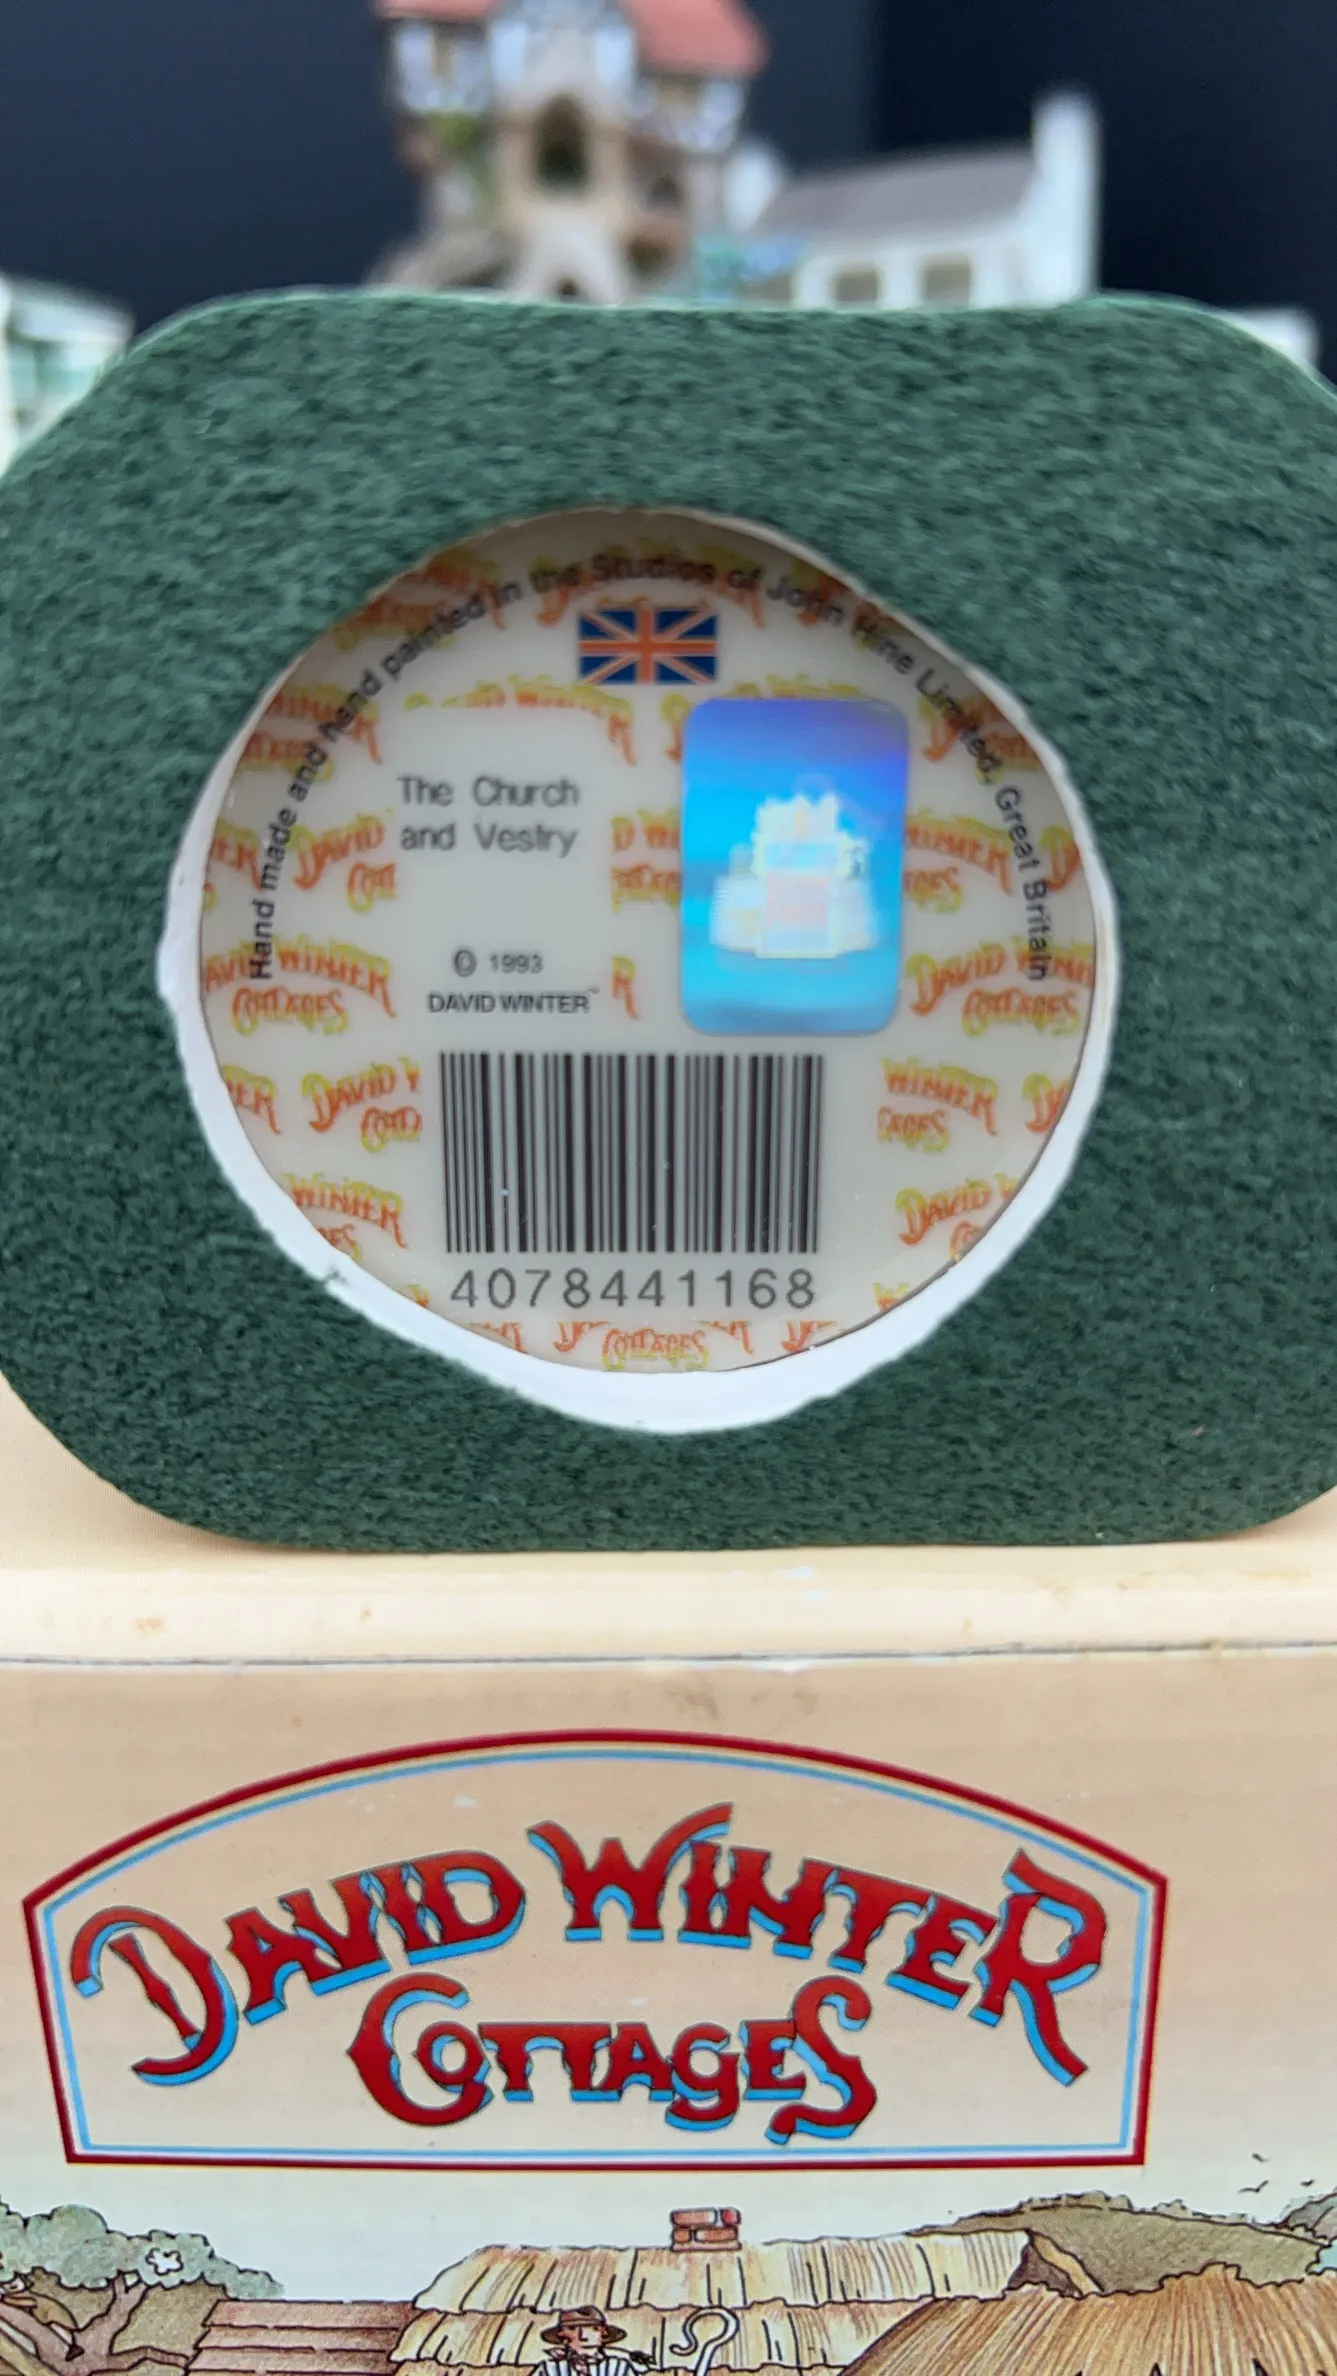 Hand made and hand painted in the Studios of John Hine Limited, Great Britain
The Church
and Vestry
© 1993
DAVID WINTER™
4078441168
DAVID WINTER
COTTAGES